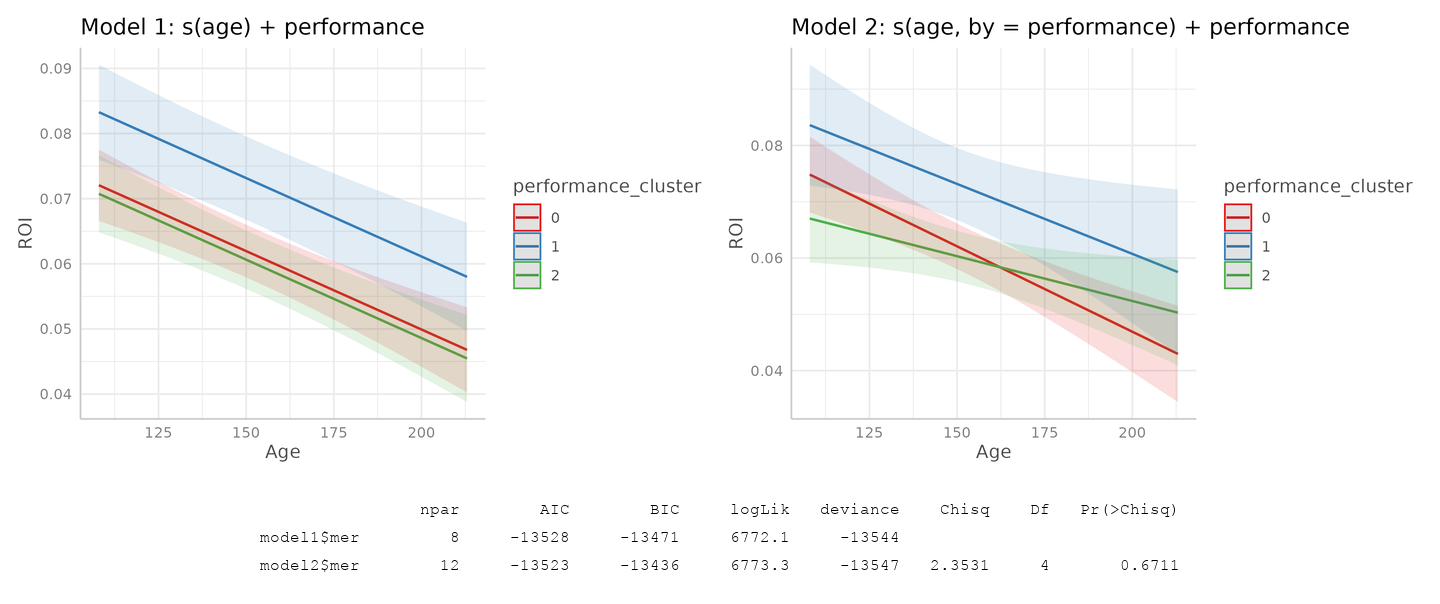 Model 1: s(age) + performance
0.09
0.08
0.07
0.06
0.05
0.04
ROI
125 150 175 200
Age
performance_cluster
0
1
2
Model 2: s(age, by = performance) + performance
0.08
0.06
0.04
ROI
125 150 175 200
Age
performance_cluster
0
1
2
npar AIC BIC logLik deviance Chisq Df Pr(>Chisq)
model1$mer 8 -13528 -13471 6772.1 -13544
model2$mer 12 -13523 -13436 6773.3 -13547 2.3531 4 0.6711